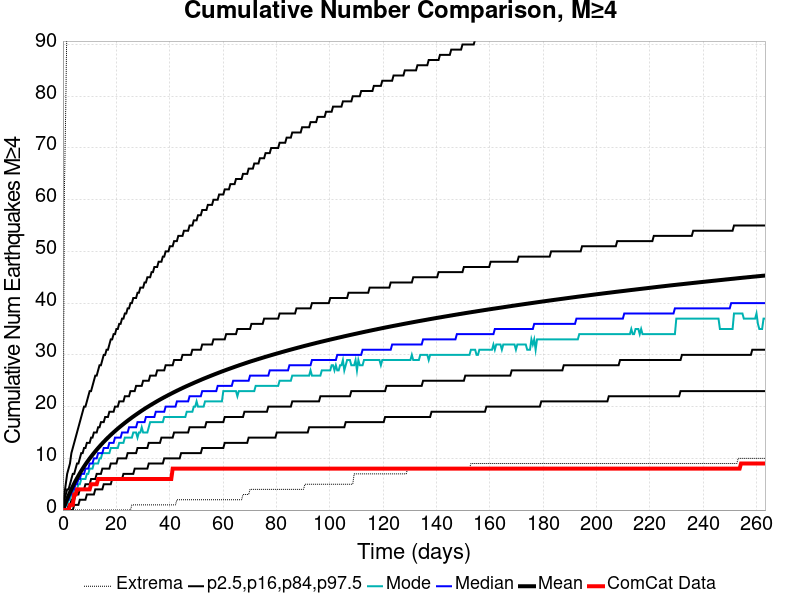 Cumulative Number Comparison, M≥4
Cumulative Num Earthquakes M≥4
90
80
70
60
50
40
30
20
10
0
0 20 40 60 80 100 120 140 160 180 200 220 240 260
Time (days)
Extrema p2.5,p16,p84,p97.5 Mode Median Mean ComCat Data